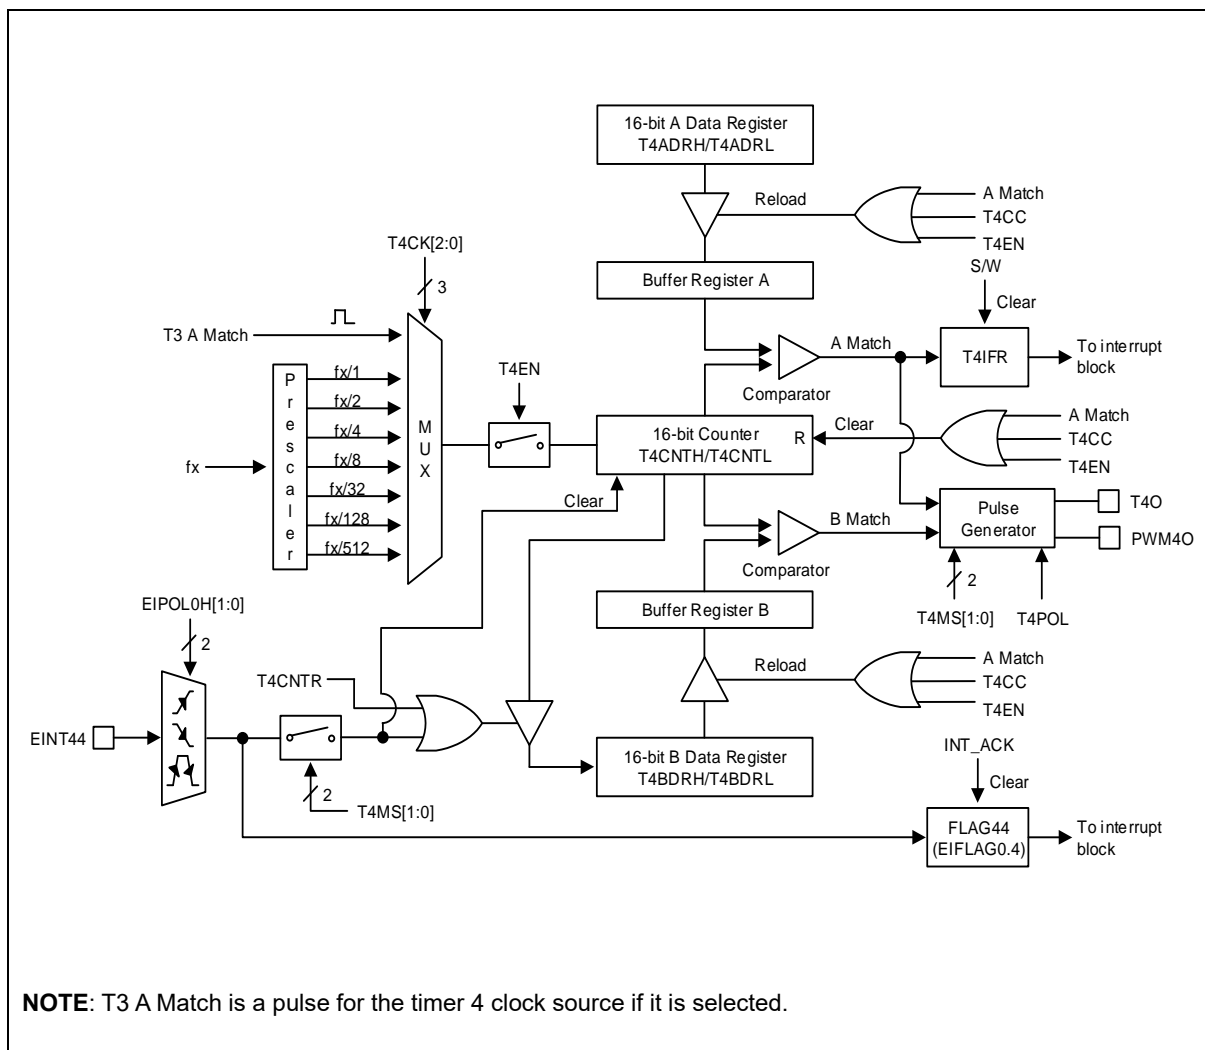 16-bit A Data Register
T4ADRH/T4ADRL
Reload
A Match
T4CC
T4EN
T4CK[2:0]
3
Buffer Register A
S/W
Clear
T3 A Match
A Match
T4IFR
To interrupt
block
Comparator
Prescaler
fx/1
fx/2
fx/4
fx/8
fx/32
fx/128
fx/512
fx
MUX
T4EN
16-bit Counter
T4CNTH/T4CNTL
R
Clear
A Match
T4CC
T4EN
Clear
B Match
Comparator
Pulse
Generator
T4O
PWM4O
2
T4MS[1:0]
T4POL
EIPOL0H[1:0]
2
Buffer Register B
T4CNTR
Reload
A Match
T4CC
T4EN
EINT44
2
T4MS[1:0]
16-bit B Data Register
T4BDRH/T4BDRL
INT_ACK
Clear
FLAG44
(EIFLAG0.4)
To interrupt
block
NOTE: T3 A Match is a pulse for the timer 4 clock source if it is selected.